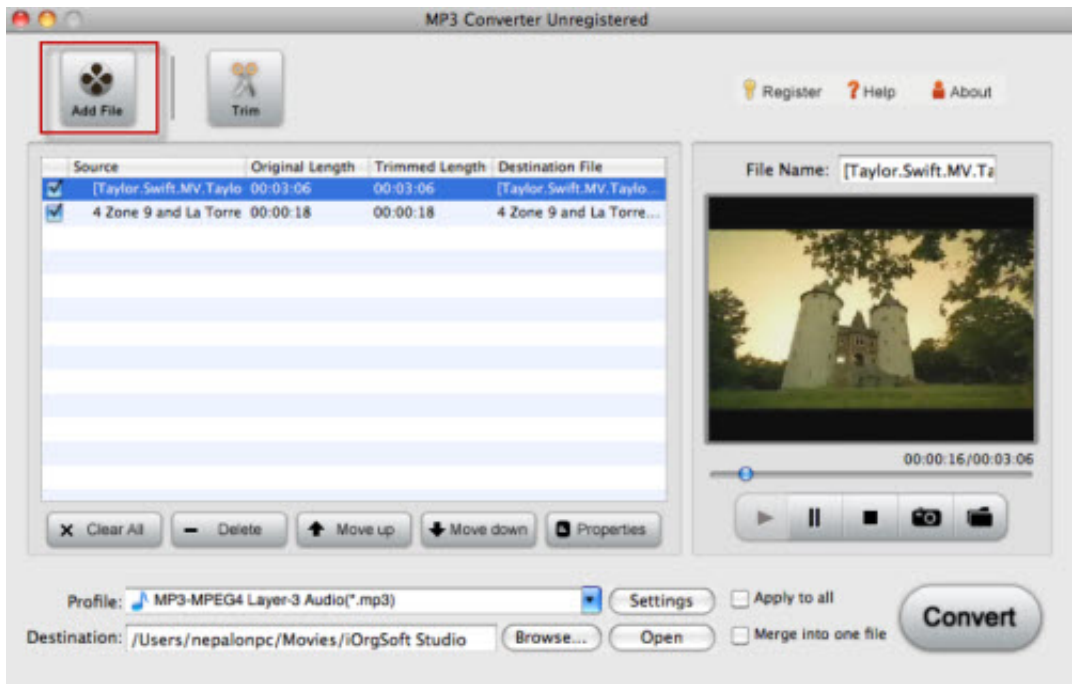 MP3 Converter Unregistered
Add File
Trim
Register
? Help
About
Source Original Length Trimmed Length Destination File
[Taylor.Swift.MV.Taylo 00:03:06 00:03:06 [Taylor.Swift.MV.Taylo...
4 Zone 9 and La Torre 00:00:18 00:00:18 4 Zone 9 and La Torre...
File Name: [Taylor.Swift.MV.Ta
00:00:16/00:03:06
Clear All
Delete
Move up
Move down
Properties
Profile: MP3-MPEG4 Layer-3 Audio(*.mp3)
Settings
Apply to all
Convert
Destination: /Users/nepalonpc/Movies/iOrgSoft Studio
Browse...
Open
Merge into one file